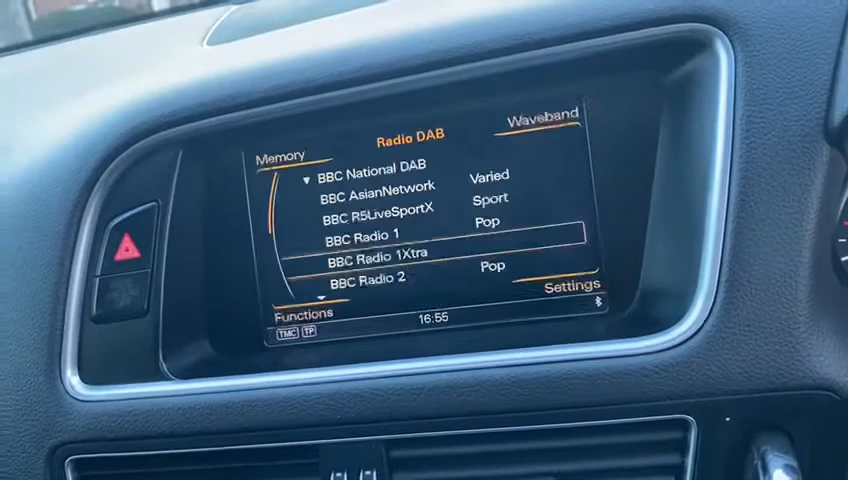 Radio DAB
Memory
Waveband
BBC National DAB
BBC AsianNetwork Varied
BBC R5LiveSportX Sport
BBC Radio 1 Pop
BBC Radio 1Xtra
BBC Radio 2 Pop
Functions
Settings
TMC TP 16:55